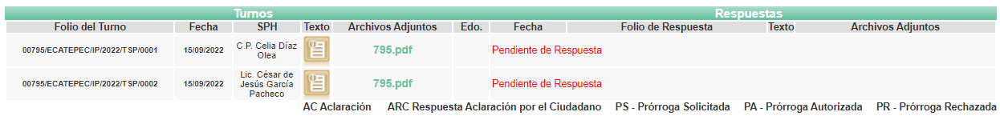 Turnos Respuestas
Folio del Turno Fecha SPH Texto Archivos Adjuntos Edo. Fecha Folio de Respuesta Texto Archivos Adjuntos
00795/ECATEPEC/IP/2022/TSP/0001 15/09/2022 C.P. Celia Díaz Olea 795.pdf Pendiente de Respuesta
00795/ECATEPEC/IP/2022/TSP/0002 15/09/2022 Lic. César de Jesús García Pacheco 795.pdf Pendiente de Respuesta
AC Aclaración ARC Respuesta Aclaración por el Ciudadano PS - Prórroga Solicitada PA - Prórroga Autorizada PR - Prórroga Rechazada